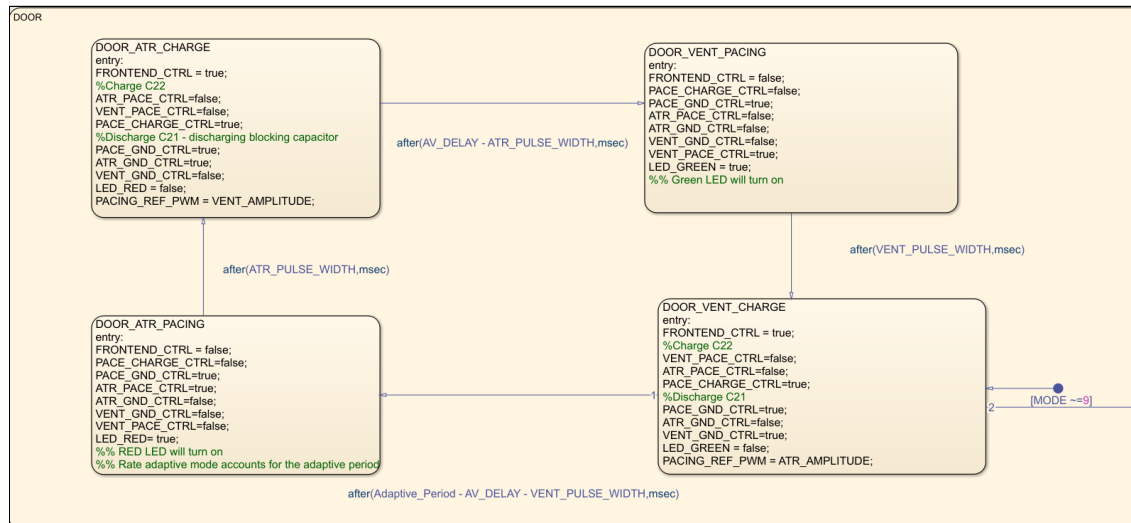 DOOR
DOOR_ATR_CHARGE
entry:
FRONTEND_CTRL = true;
%Charge C22
ATR_PACE_CTRL=false;
VENT_PACE_CTRL=false;
PACE_CHARGE_CTRL=true;
%Discharge C21 - discharging blocking capacitor
PACE_GND_CTRL=true;
ATR_GND_CTRL=true;
VENT_GND_CTRL=false;
LED_RED = false;
PACING_REF_PWM = VENT_AMPLITUDE;
after(AV_DELAY - ATR_PULSE_WIDTH,msec)
DOOR_VENT_PACING
entry:
FRONTEND_CTRL = false;
PACE_CHARGE_CTRL=false;
PACE_GND_CTRL=true;
ATR_PACE_CTRL=false;
ATR_GND_CTRL=false;
VENT_GND_CTRL=false;
VENT_PACE_CTRL=true;
LED_GREEN = true;
%% Green LED will turn on
after(ATR_PULSE_WIDTH,msec)
after(VENT_PULSE_WIDTH,msec)
DOOR_ATR_PACING
entry:
FRONTEND_CTRL = false;
PACE_CHARGE_CTRL=false;
PACE_GND_CTRL=true;
ATR_PACE_CTRL=true;
ATR_GND_CTRL=false;
VENT_GND_CTRL=false;
VENT_PACE_CTRL=false;
LED_RED= true;
%% RED LED will turn on
%% Rate adaptive mode accounts for the adaptive period
DOOR_VENT_CHARGE
entry:
FRONTEND_CTRL = true;
%Charge C22
VENT_PACE_CTRL=false;
ATR_PACE_CTRL=false;
PACE_CHARGE_CTRL=true;
%Discharge C21
PACE_GND_CTRL=true;
ATR_GND_CTRL=false;
VENT_GND_CTRL=true;
LED_GREEN = false;
PACING_REF_PWM = ATR_AMPLITUDE;
1
2
[MODE ~=9]
after(Adaptive_Period - AV_DELAY - VENT_PULSE_WIDTH,msec)